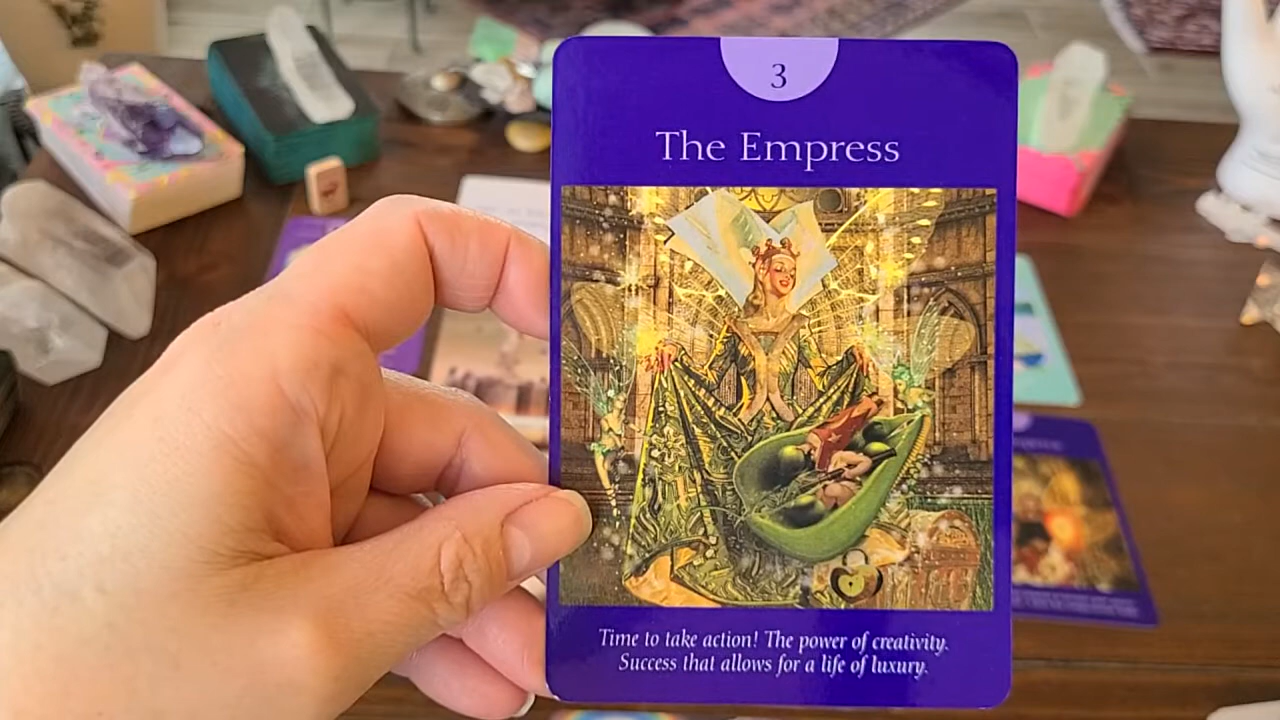 3
The Empress
Time to take action! The power of creativity.
Success that allows for a life of luxury.